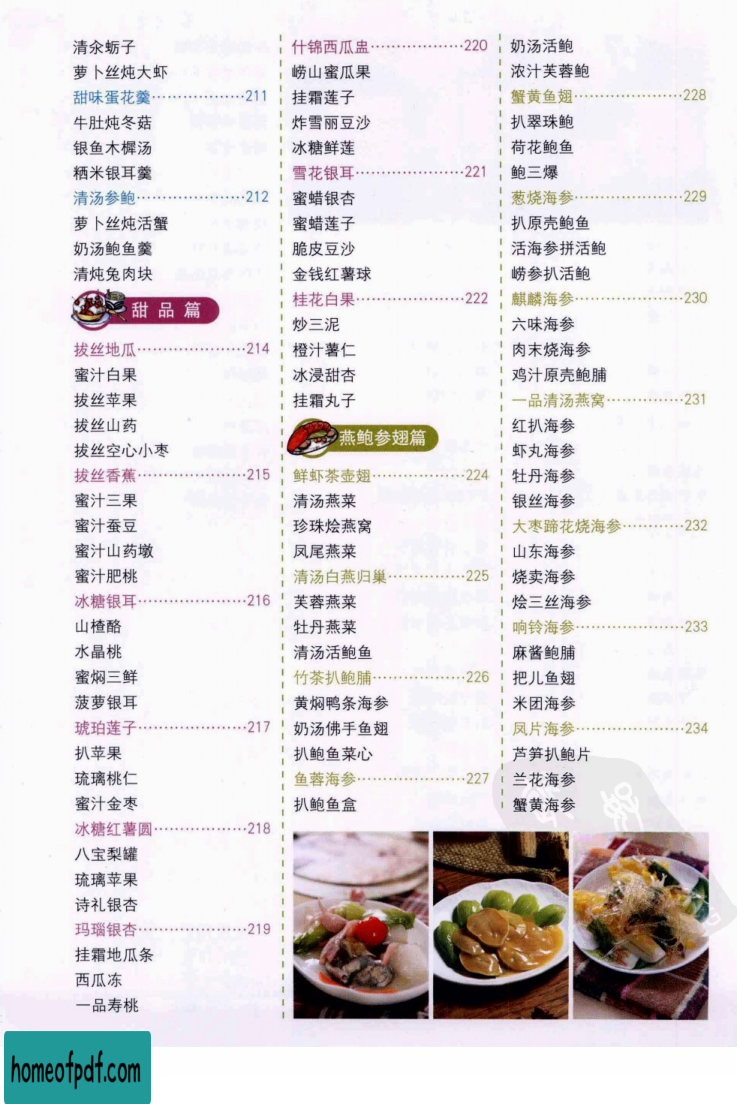 清汆蛎子
萝卜丝炖大虾
甜味蛋花羹 211
牛肚炖冬菇
银鱼木樨汤
粞米银耳羹
清汤参鲍 212
萝卜丝炖活蟹
奶汤鲍鱼羹
清炖兔肉块
甜品篇
拔丝地瓜 214
蜜汁白果
拔丝苹果
拔丝山药
拔丝空心小枣
拔丝香蕉 215
蜜汁三果
蜜汁蚕豆
蜜汁山药墩
蜜汁肥桃
冰糖银耳 216
山楂酪
水晶桃
蜜焖三鲜
菠萝银耳
琥珀莲子 217
扒苹果
琉璃桃仁
蜜汁金枣
冰糖红薯圆 218
八宝梨罐
琉璃苹果
诗礼银杏
玛瑙银杏 219
挂霜地瓜条
西瓜冻
一品寿桃
什锦西瓜盅 220
崂山蜜瓜果
挂霜莲子
炸雪丽豆沙
冰糖鲜莲
雪花银耳 221
蜜蜡银杏
蜜蜡莲子
脆皮豆沙
金钱红薯球
桂花白果 222
炒三泥
橙汁薯仁
冰浸甜杏
挂霜丸子
燕鲍参翅篇
鲜虾茶壶翅 224
清汤燕菜
珍珠烩燕窝
凤尾燕菜
清汤白燕归巢 225
芙蓉燕菜
牡丹燕菜
清汤活鲍鱼
竹茶扒鲍脯 226
黄焖鸭条海参
奶汤佛手鱼翅
扒鲍鱼菜心
鱼蓉海参 227
扒鲍鱼盒
奶汤活鲍
浓汁芙蓉鲍
蟹黄鱼翅 228
扒翠珠鲍
荷花鲍鱼
鲍三爆
葱烧海参 229
扒原壳鲍鱼
活海参拼活鲍
崂参扒活鲍
麒麟海参 230
六味海参
肉末烧海参
鸡汁原壳鲍脯
一品清汤燕窝 231
红扒海参
虾丸海参
牡丹海参
银丝海参
大枣蹄花烧海参 232
山东海参
烧卖海参
烩三丝海参
响铃海参 233
麻酱鲍脯
把儿鱼翅
米团海参
凤片海参 234
芦笋扒鲍片
兰花海参
蟹黄海参
homeofpdf.com